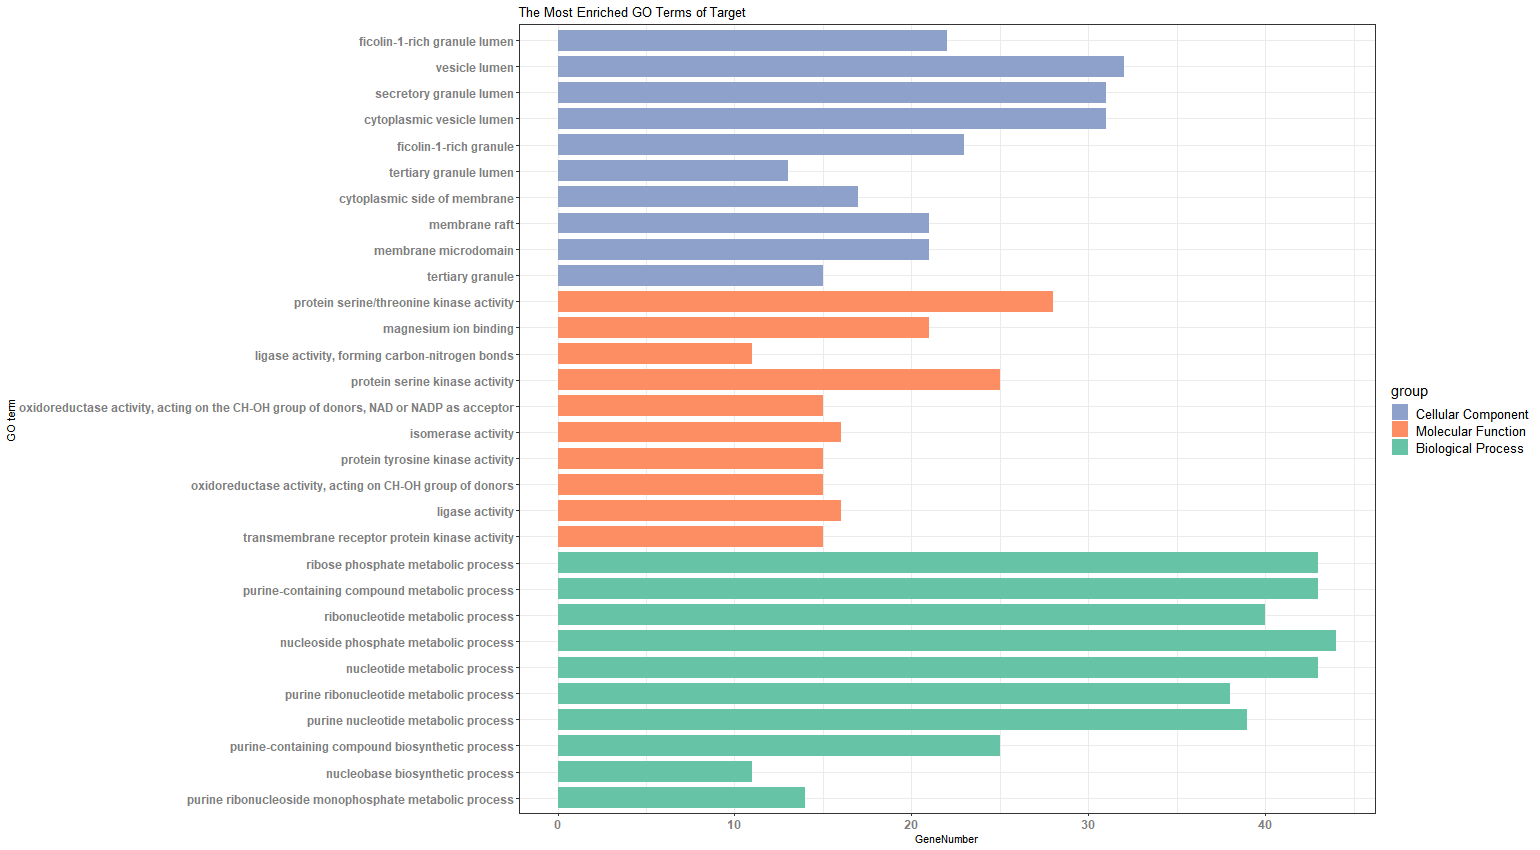 The Most Enriched GO Terms of Target
ficolin-1-rich granule lumen
vesicle lumen
secretory granule lumen
cytoplasmic vesicle lumen
ficolin-1-rich granule
tertiary granule lumen
cytoplasmic side of membrane
membrane raft
membrane microdomain
tertiary granule
protein serine/threonine kinase activity
magnesium ion binding
ligase activity, forming carbon-nitrogen bonds
protein serine kinase activity
oxidoreductase activity, acting on the CH-OH group of donors, NAD or NADP as acceptor
isomerase activity
protein tyrosine kinase activity
oxidoreductase activity, acting on CH-OH group of donors
ligase activity
transmembrane receptor protein kinase activity
ribose phosphate metabolic process
purine-containing compound metabolic process
ribonucleotide metabolic process
nucleoside phosphate metabolic process
nucleotide metabolic process
purine ribonucleotide metabolic process
purine nucleotide metabolic process
purine-containing compound biosynthetic process
nucleobase biosynthetic process
purine ribonucleoside monophosphate metabolic process
GO term
0 10 20 30 40
GeneNumber
group
Cellular Component
Molecular Function
Biological Process